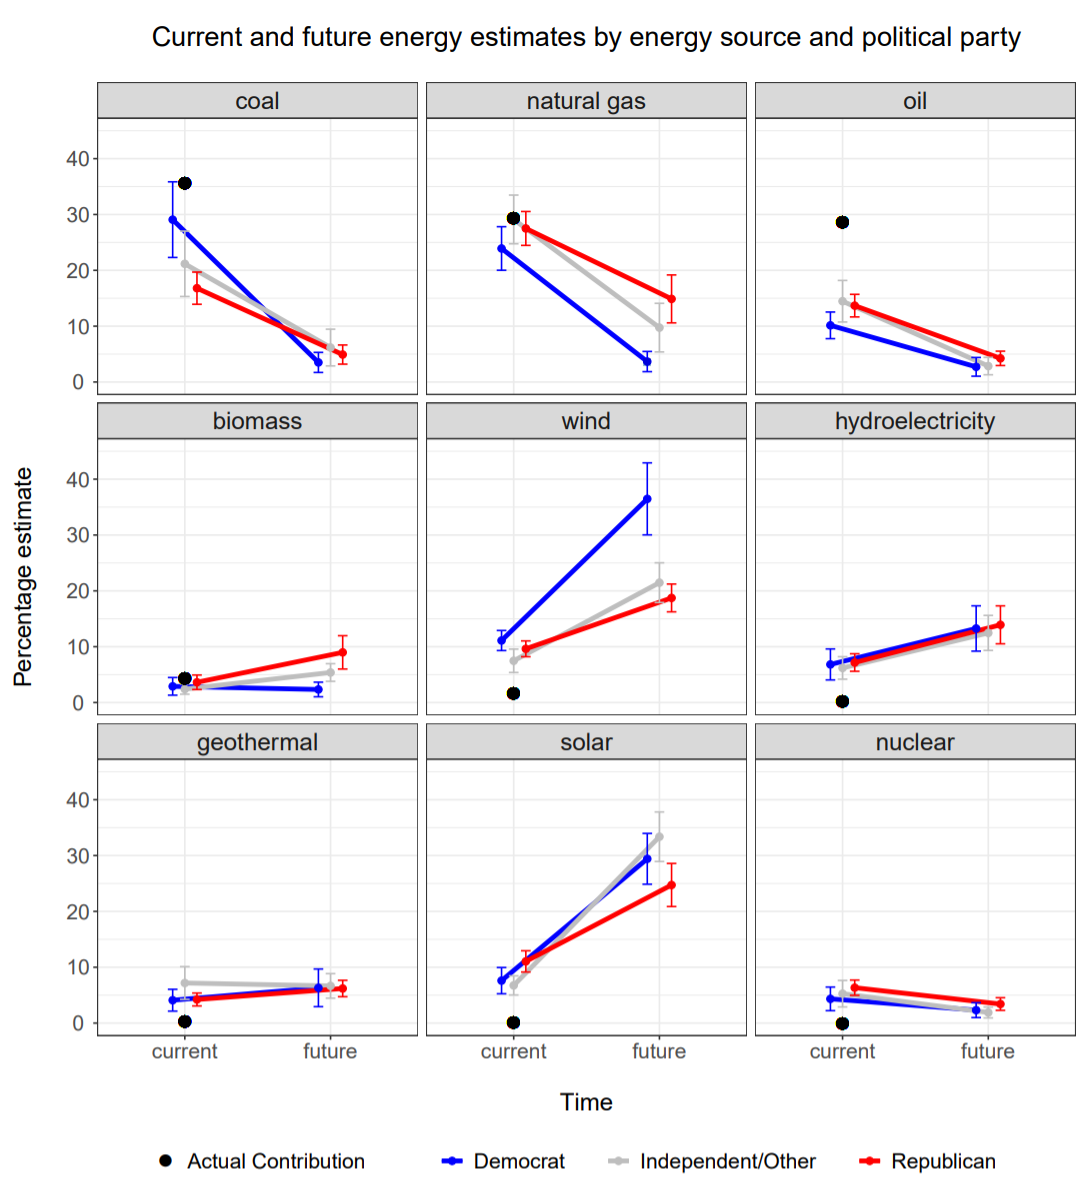 Current and future energy estimates by energy source and political party
coal
natural gas
oil
40
30
20
10
0
biomass
wind
hydroelectricity
40
30
20
10
0
Percentage estimate
geothermal
solar
nuclear
40
30
20
10
0
current
future
current
future
current
future
Time
Actual Contribution
Democrat
Independent/Other
Republican